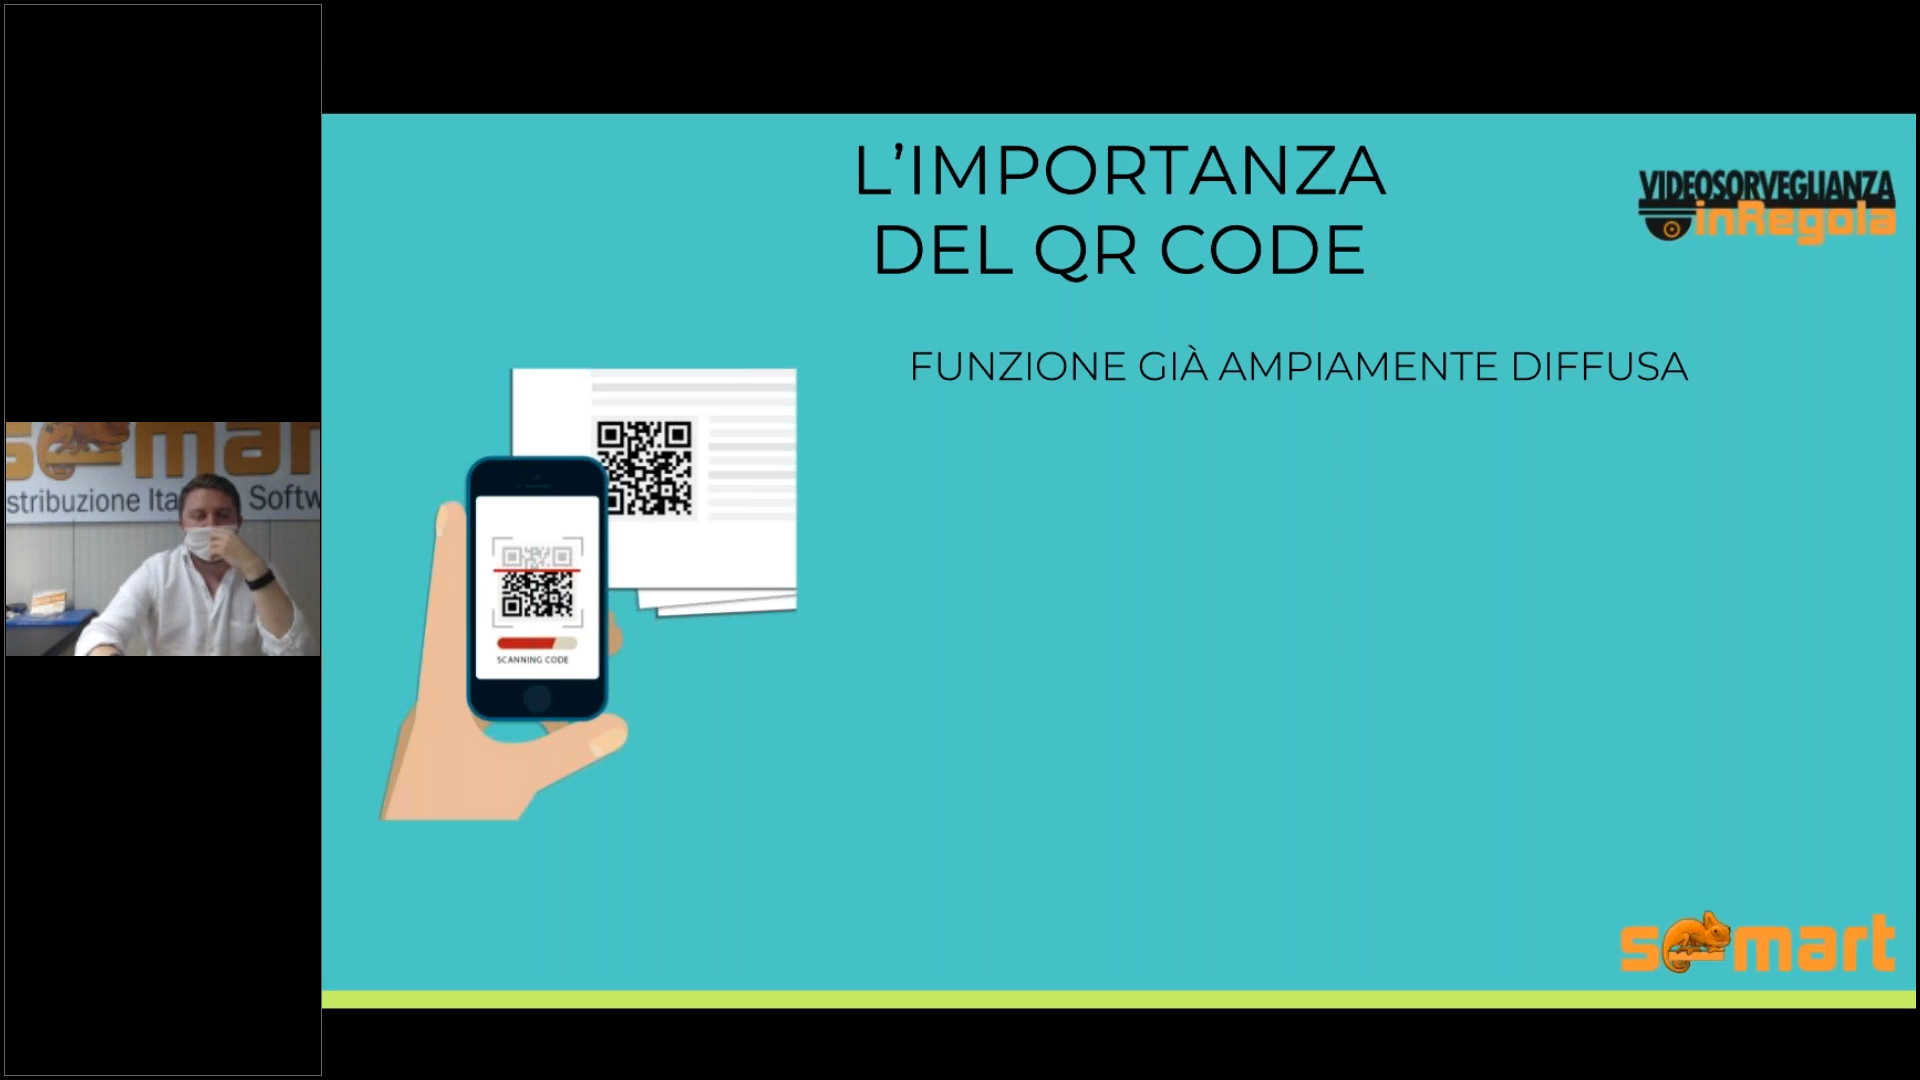 L'IMPORTANZA
DEL QR CODE
VIDEOSORVEGLIANZA
inRegola
FUNZIONE GIÀ AMPIAMENTE DIFFUSA
SCANNING CODE
stribuzione Ita Softw
semart